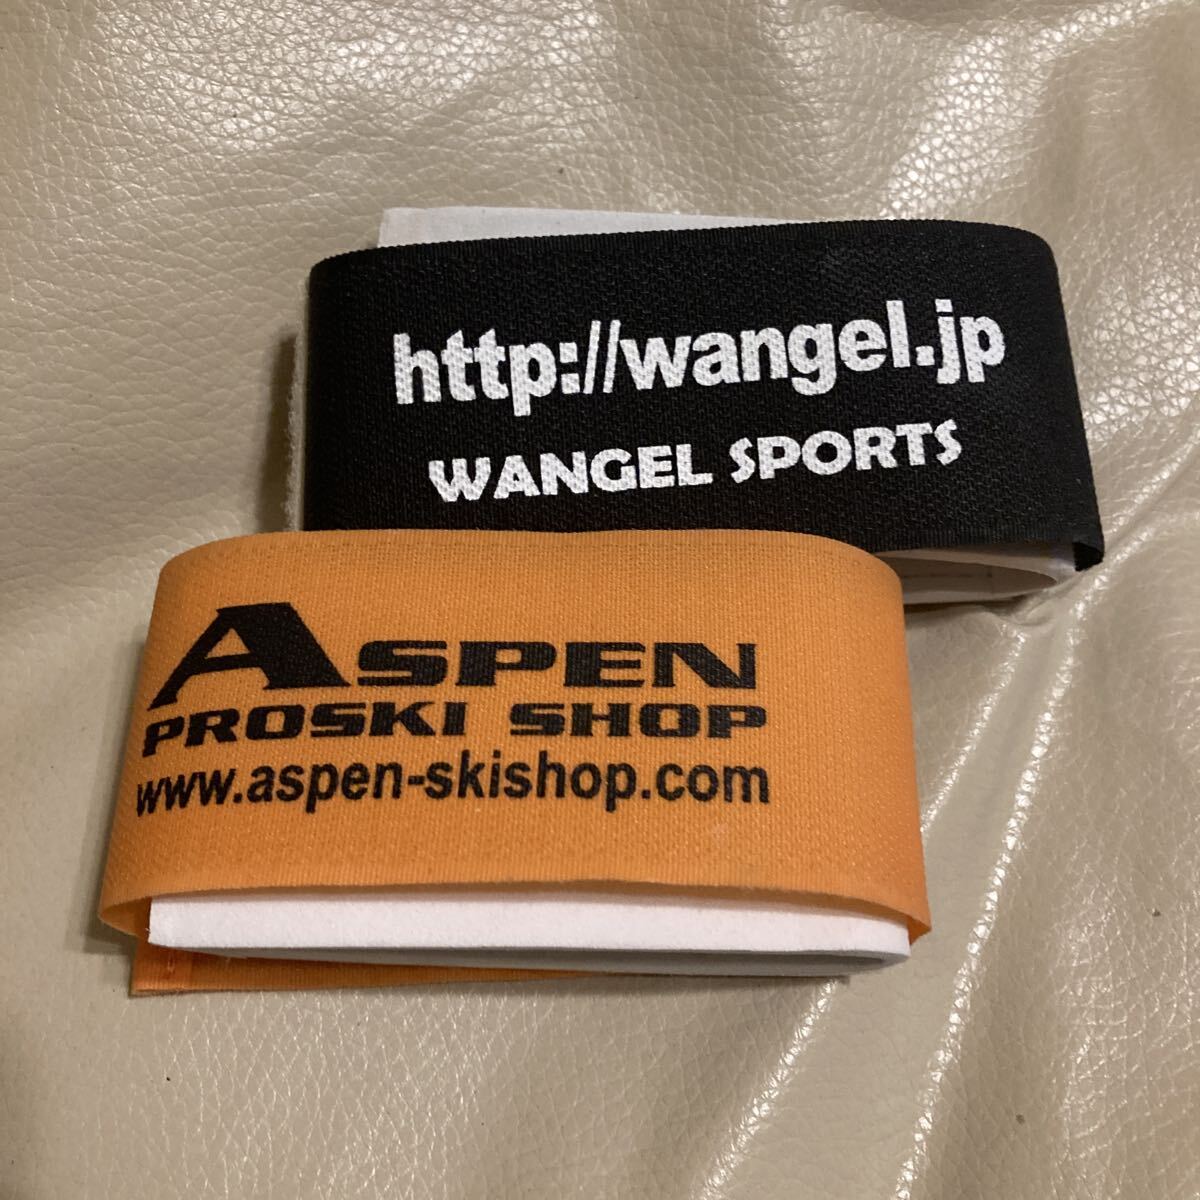 http://wangel.jp
WANGEL SPORTS
ASPEN
PROSKI SHOP
www.aspen-skishop.com